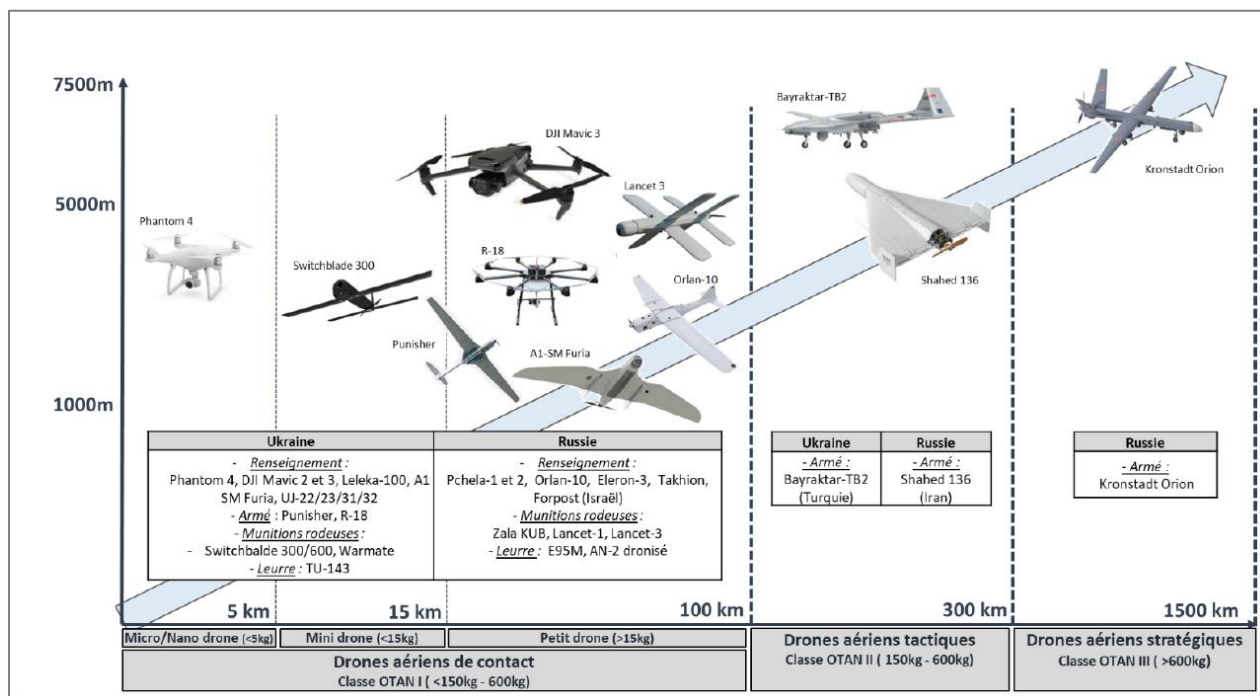 7500m
5000m
1000m
Phantom 4
Switchblade 300
DJI Mavic 3
R-18
Punisher
A1-SM Furia
Lancet 3
Orlan-10
Bayraktar-TB2
Shahed 136
Kronstadt Orion
Ukraine
- Renseignement :
Phantom 4, DJI Mavic 2 et 3, Leleka-100, A1
SM Furia, UJ-22/23/31/32
- Armé : Punisher, R-18
- Munitions rodeuses :
- Switchbalde 300/600, Warmate
- Leurre : TU-143
Russie
- Renseignement :
Pchela-1 et 2, Orlan-10, Eleron-3, Takhion,
Forpost (Israël)
- Munitions rodeuses :
Zala KUB, Lancet-1, Lancet-3
- Leurre : E95M, AN-2 dronisé
Ukraine
- Armé :
Bayraktar-TB2
(Turquie)
Russie
- Armé :
Shahed 136
(Iran)
Russie
- Armé :
Kronstadt Orion
5 km
15 km
100 km
300 km
1500 km
Micro/Nano drone (<5kg)
Mini drone (<15kg)
Petit drone (>15kg)
Drones aériens de contact
Classe OTAN I ( <150kg - 600kg)
Drones aériens tactiques
Classe OTAN II ( 150kg - 600kg)
Drones aériens stratégiques
Classe OTAN III ( >600kg)